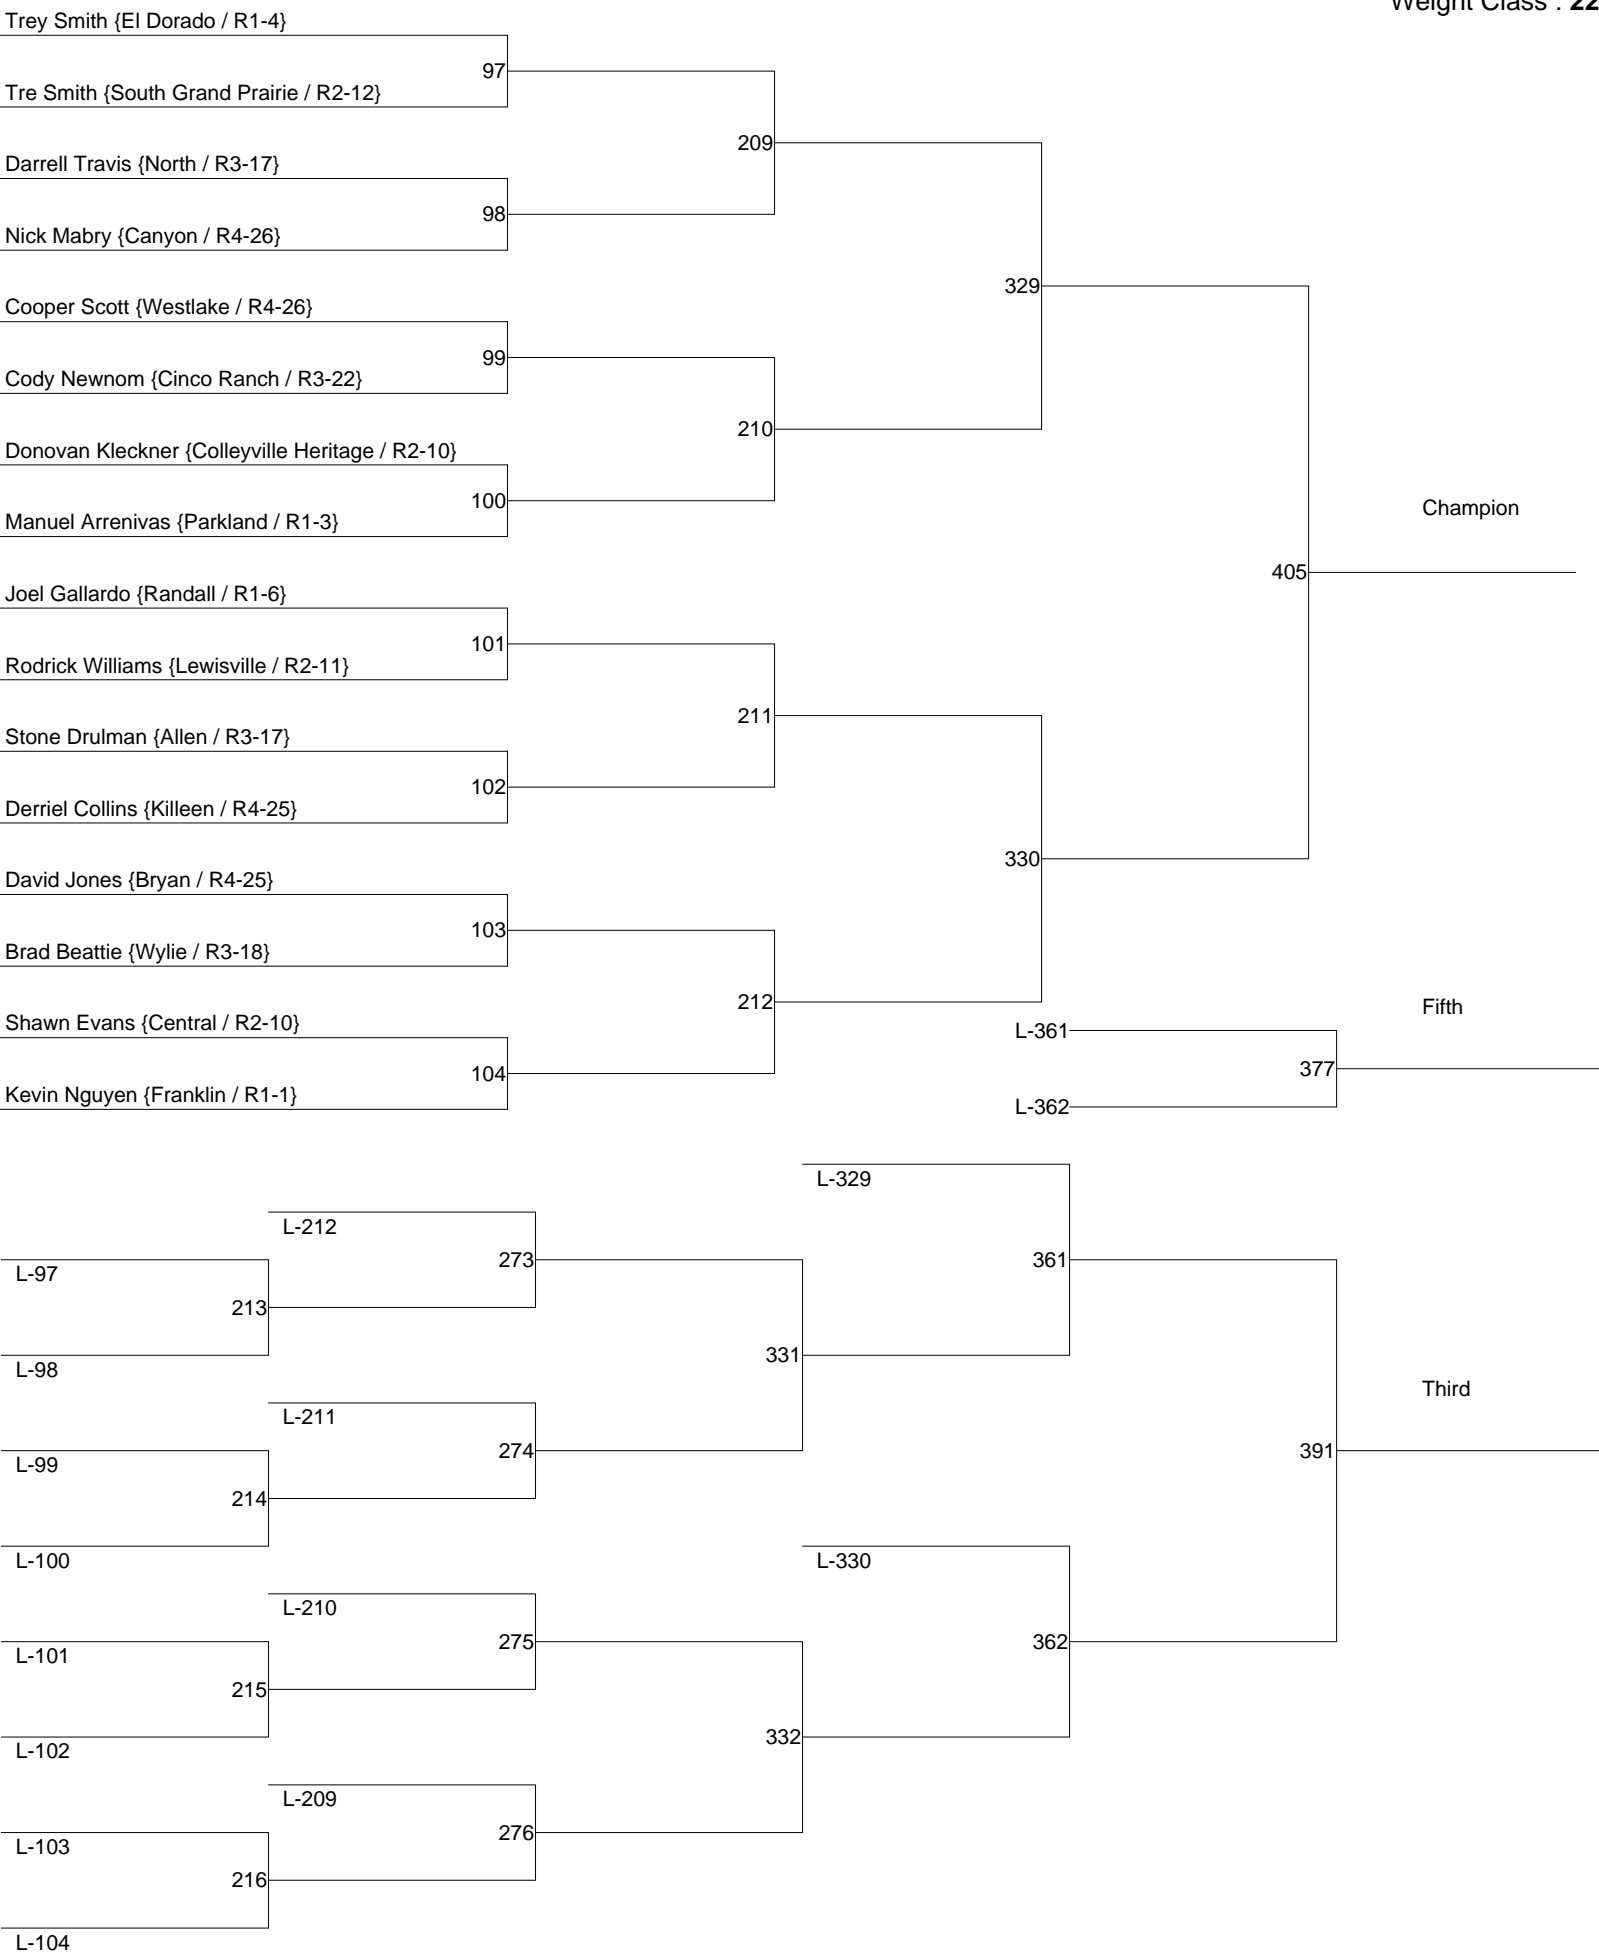 Weight Class : 22
Trey Smith {El Dorado / R1-4}
97
Tre Smith {South Grand Prairie / R2-12}
209
Darrell Travis {North / R3-17}
98
Nick Mabry {Canyon / R4-26}
329
Cooper Scott {Westlake / R4-26}
99
Cody Newnom {Cinco Ranch / R3-22}
210
Donovan Kleckner {Colleyville Heritage / R2-10}
100
Manuel Arrenivas {Parkland / R1-3}
Champion
405
Joel Gallardo {Randall / R1-6}
101
Rodrick Williams {Lewisville / R2-11}
211
Stone Drulman {Allen / R3-17}
102
Derriel Collins {Killeen / R4-25}
330
David Jones {Bryan / R4-25}
103
Brad Beattie {Wylie / R3-18}
212
Shawn Evans {Central / R2-10}
104
Kevin Nguyen {Franklin / R1-1}
Fifth
L-361
377
L-362
L-329
L-212
273
361
L-97
213
331
L-98
L-211
Third
274
391
L-99
214
L-100
L-330
L-210
275
362
L-101
215
332
L-102
L-209
276
L-103
216
L-104